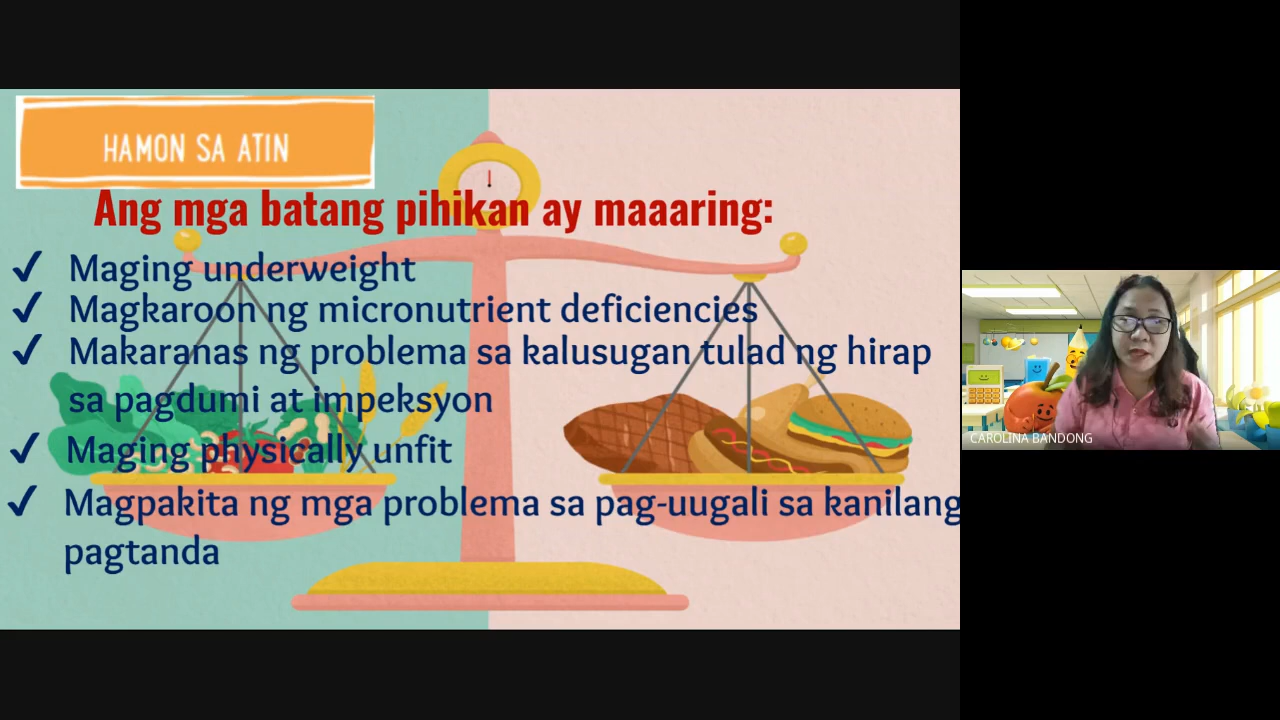 HAMON SA ATIN
Ang mga batang pihikan ay maaaring:
✔ Maging underweight
✔ Magkaroon ng micronutrient deficiencies
✔ Makaranas ng problema sa kalusugan tulad ng hirap
sa pagdumi at impeksyon
✔ Maging physically unfit
✔ Magpakita ng mga problema sa pag-uugali sa kanilang
pagtanda
CAROLINA BANDONG